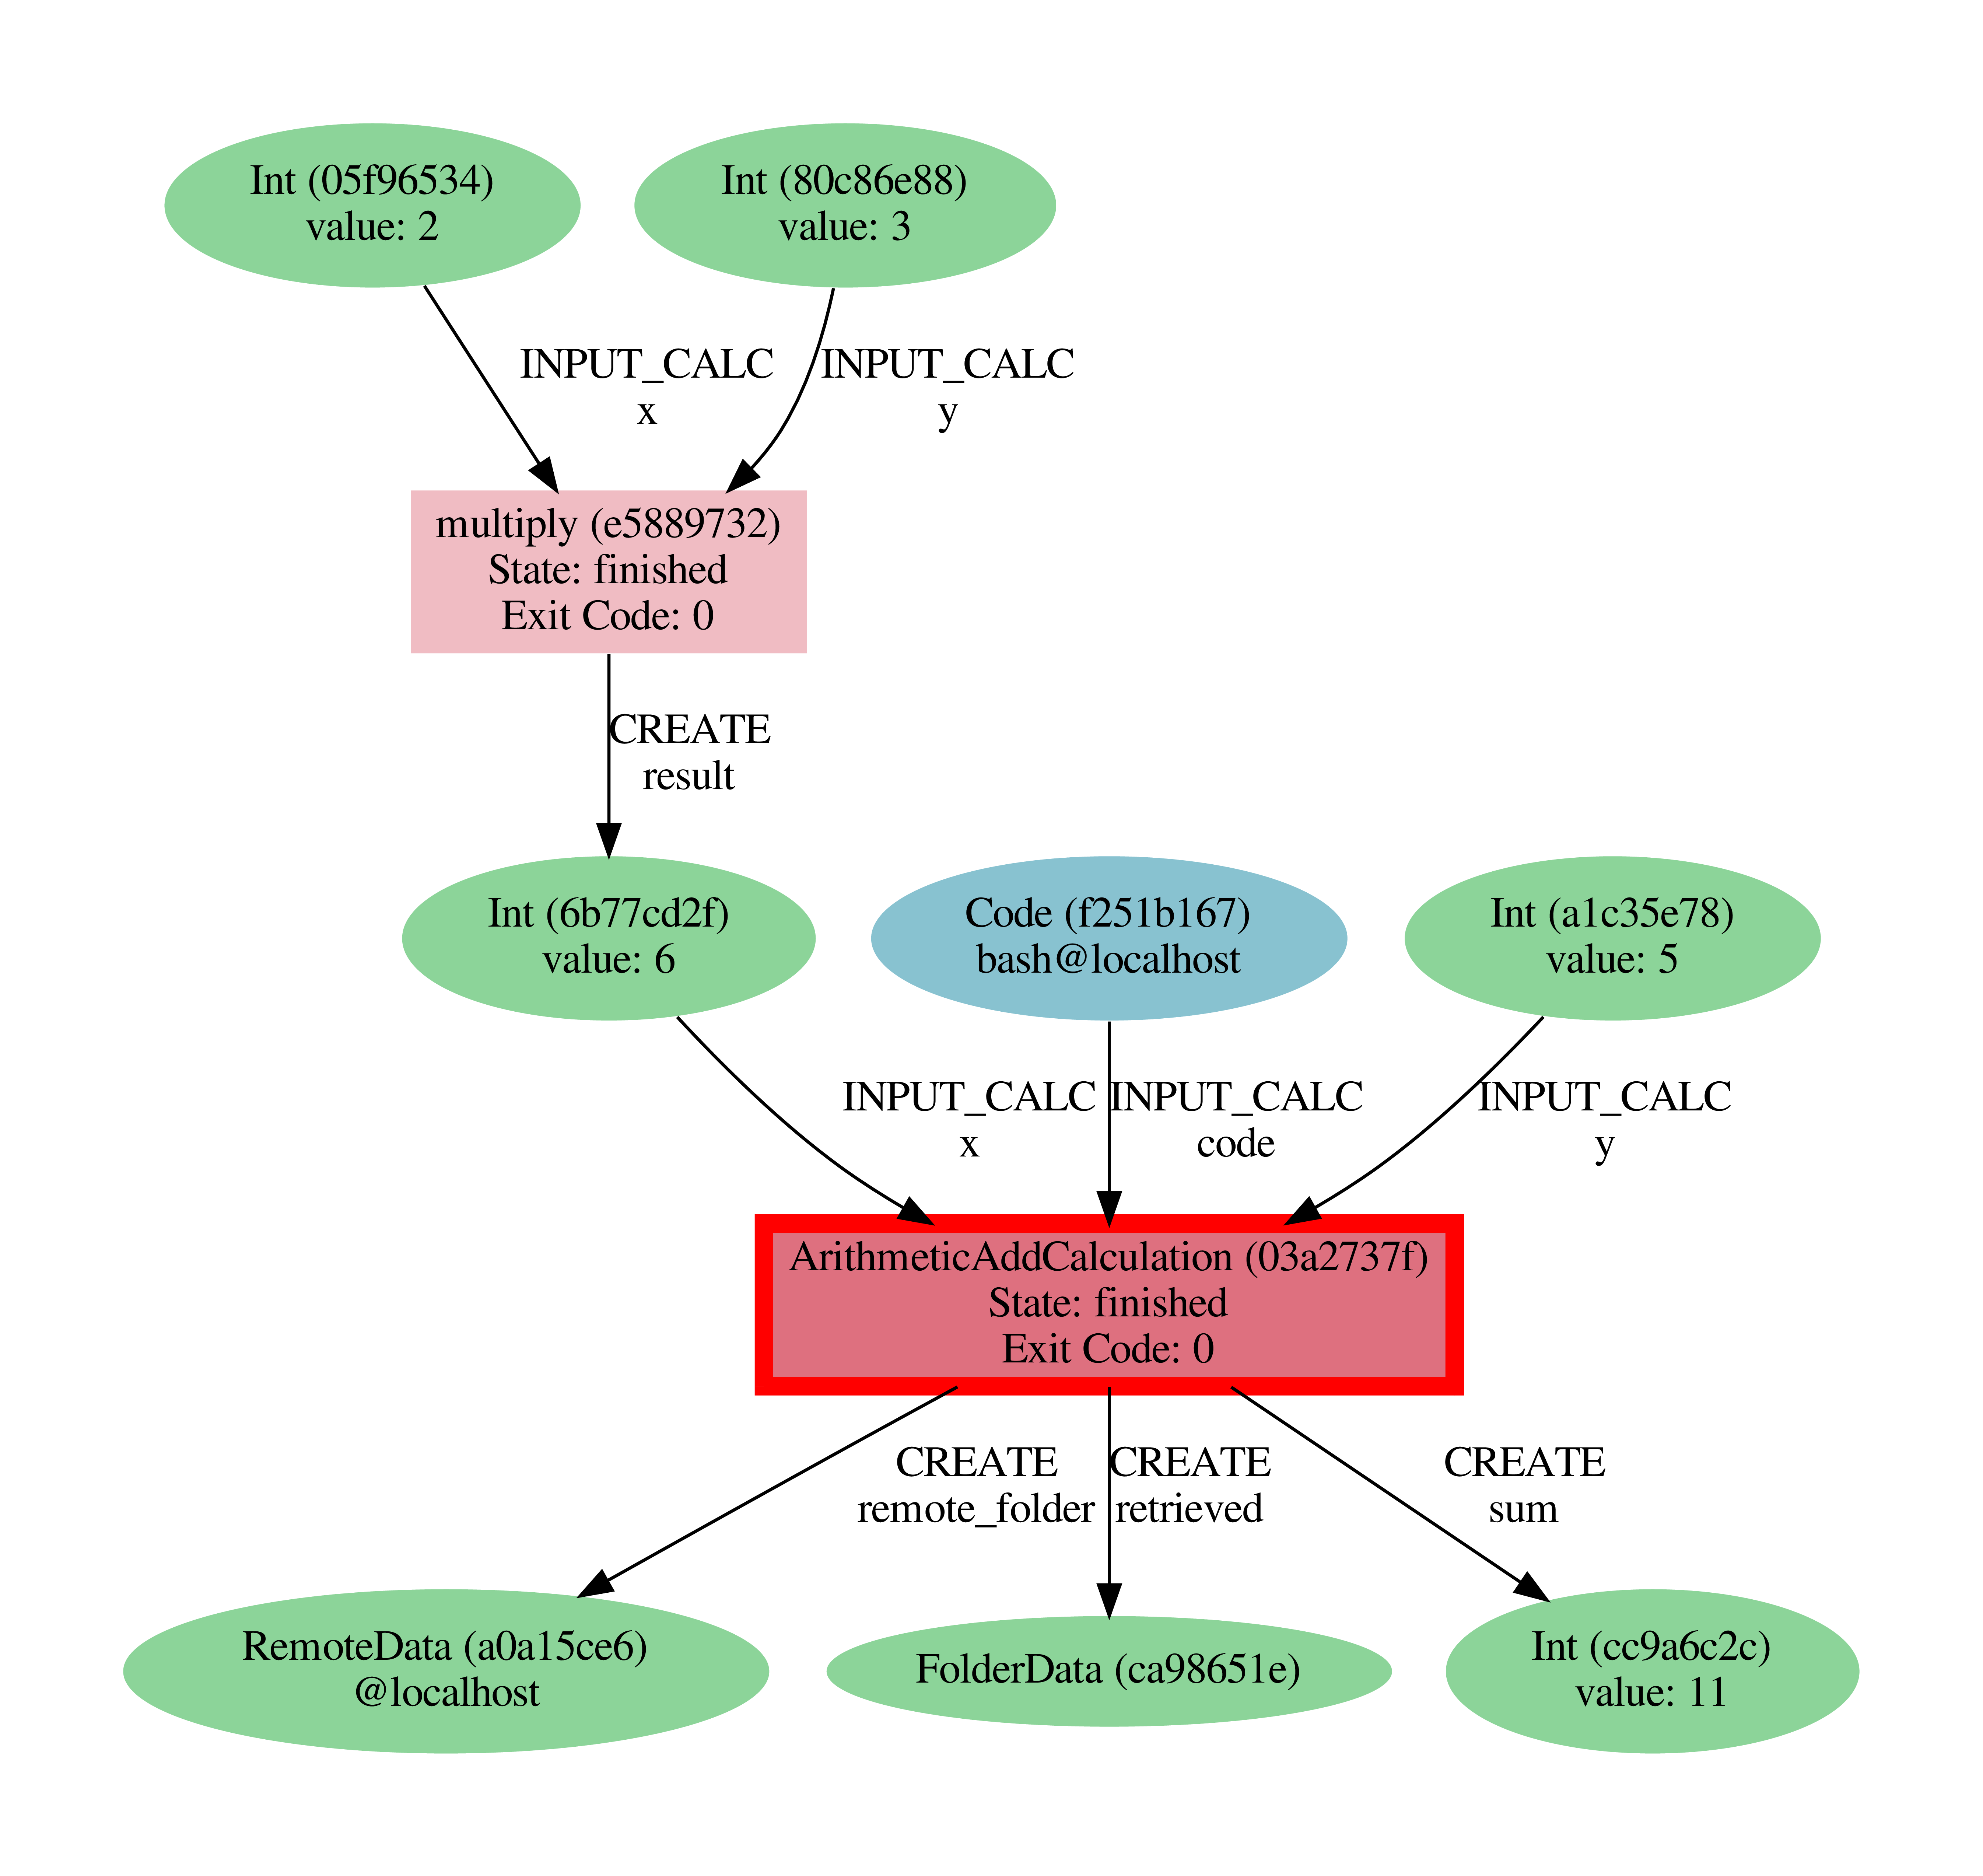 Int (05f96534)
value: 2
Int (80c86e88)
value: 3
INPUT_CALC
x
INPUT_CALC
y
multiply (e5889732)
State: finished
Exit Code: 0
CREATE
result
Int (6b77cd2f)
value: 6
Code (f251b167)
bash@localhost
Int (a1c35e78)
value: 5
INPUT_CALC
x
INPUT_CALC
code
INPUT_CALC
y
ArithmeticAddCalculation (03a2737f)
State: finished
Exit Code: 0
CREATE
remote_folder
CREATE
retrieved
CREATE
sum
RemoteData (a0a15ce6)
@localhost
FolderData (ca98651e)
Int (cc9a6c2c)
value: 11